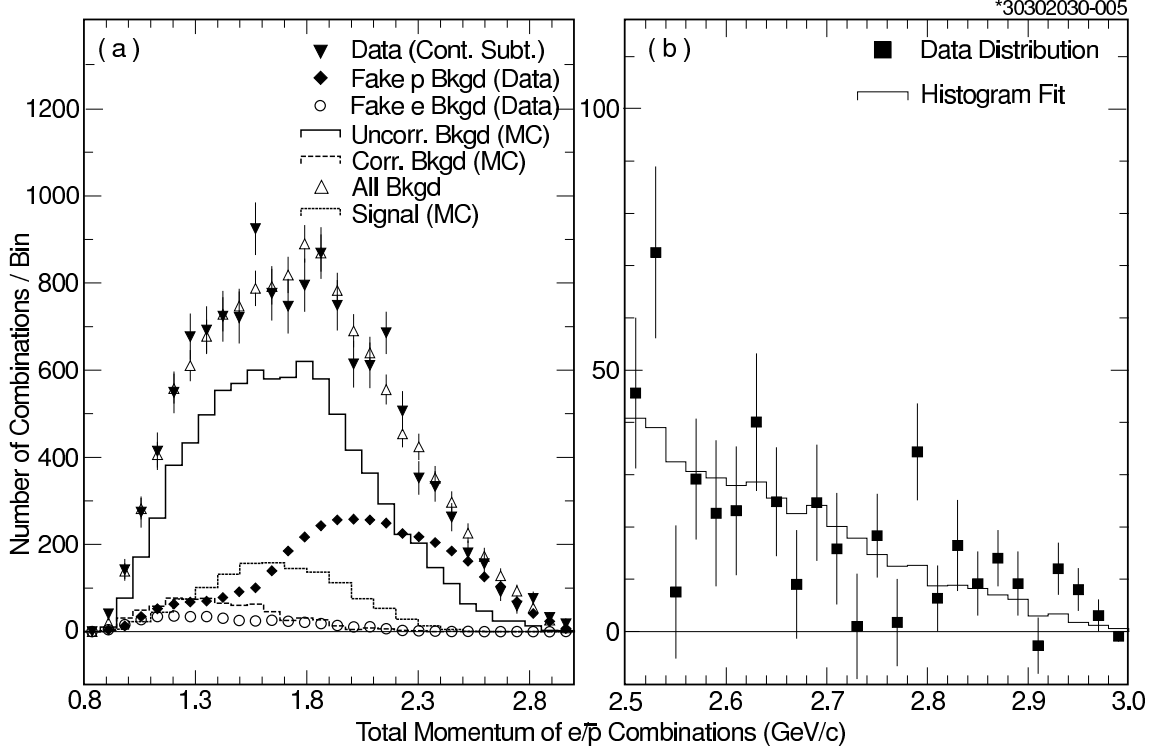 *30302030-005
(a)
Data (Cont. Subt.)
Fake p Bkgd (Data)
Fake e Bkgd (Data)
Uncorr. Bkgd (MC)
Corr. Bkgd (MC)
All Bkgd
Signal (MC)
(b)
Data Distribution
Histogram Fit
Number of Combinations / Bin
1200
1000
800
600
400
200
0
100
50
0
0.8
1.3
1.8
2.3
2.8
2.5
2.6
2.7
2.8
2.9
3.0
Total Momentum of e/p̅ Combinations (GeV/c)